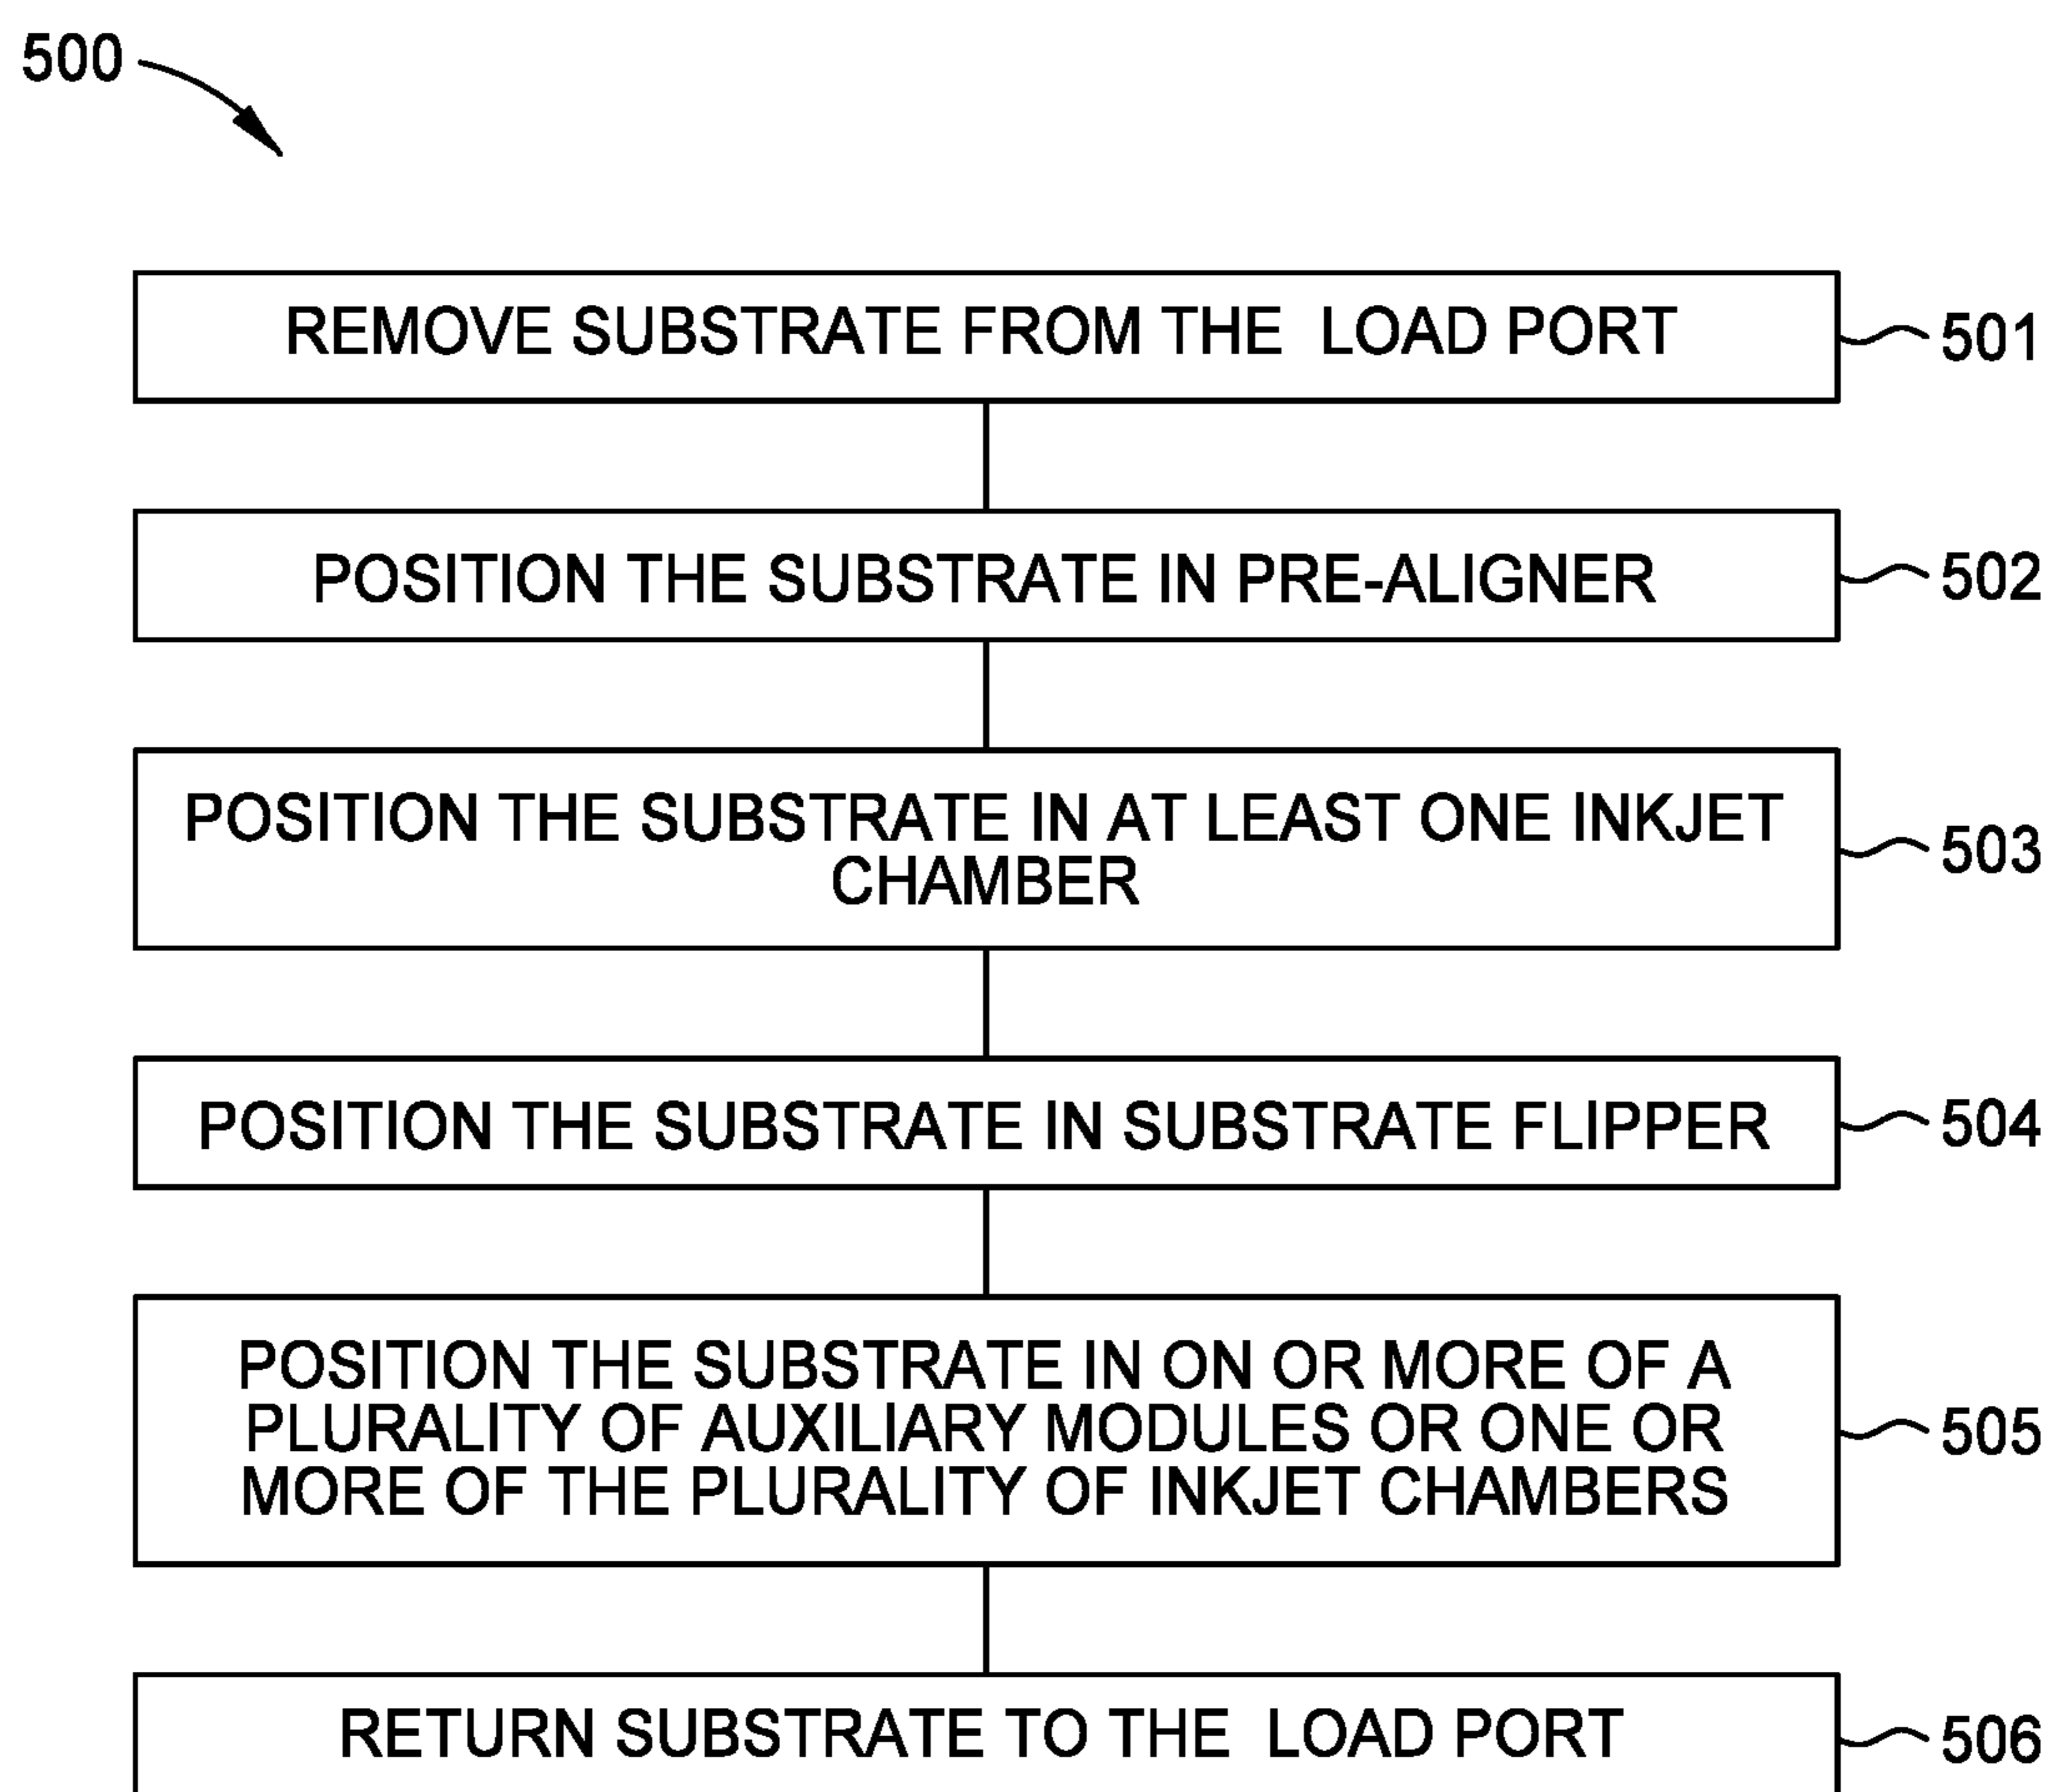 500
REMOVE SUBSTRATE FROM THE LOAD PORT
501
POSITION THE SUBSTRATE IN PRE-ALIGNER
502
POSITION THE SUBSTRATE IN AT LEAST ONE INKJET
CHAMBER
503
POSITION THE SUBSTRATE IN SUBSTRATE FLIPPER
504
POSITION THE SUBSTRATE IN ON OR MORE OF A
PLURALITY OF AUXILIARY MODULES OR ONE OR
MORE OF THE PLURALITY OF INKJET CHAMBERS
505
RETURN SUBSTRATE TO THE LOAD PORT
506